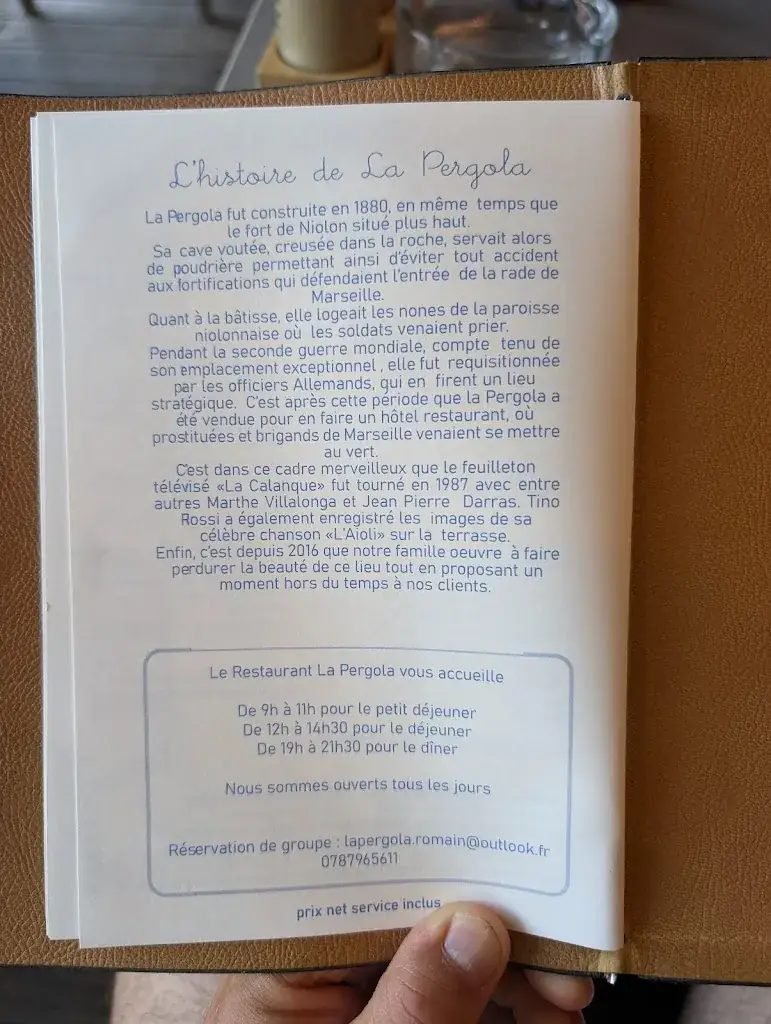 L'histoire de La Pergola
La Pergola fut construite en 1880, en même temps que
le fort de Niolon situé plus haut.
Sa cave voutée, creusée dans la roche, servait alors
de poudrière permettant ainsi d'éviter tout accident
aux fortifications qui défendaient l'entrée de la rade de
Marseille.
Quant à la bâtisse, elle logeait les nones de la paroisse
niolonnaise où les soldats venaient prier.
Pendant la seconde guerre mondiale, compte tenu de
son emplacement exceptionnel , elle fut requisitionnée
par les officiers Allemands, qui en firent un lieu
stratégique. C'est après cette période que la Pergola a
été vendue pour en faire un hôtel restaurant, où
prostituées et brigands de Marseille venaient se mettre
au vert.
C'est dans ce cadre merveilleux que le feuilleton
télévisé «La Calanque» fut tourné en 1987 avec entre
autres Marthe Villalonga et Jean Pierre Darras. Tino
Rossi a également enregistré les images de sa
célèbre chanson «L'Aïoli» sur la terrasse.
Enfin, c'est depuis 2016 que notre famille oeuvre à faire
perdurer la beauté de ce lieu tout en proposant un
moment hors du temps à nos clients.
Le Restaurant La Pergola vous accueille
De 9h à 11h pour le petit déjeuner
De 12h à 14h30 pour le déjeuner
De 19h à 21h30 pour le dîner
Nous sommes ouverts tous les jours
Réservation de groupe : lapergola.romain@outlook.fr
0787965611
prix net service inclus